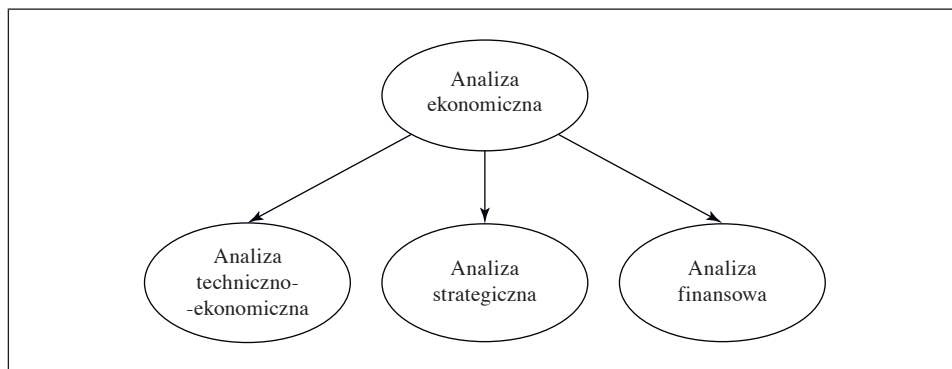 Analiza
ekonomiczna
Analiza
techniczno-
-ekonomiczna
Analiza
strategiczna
Analiza
finansowa